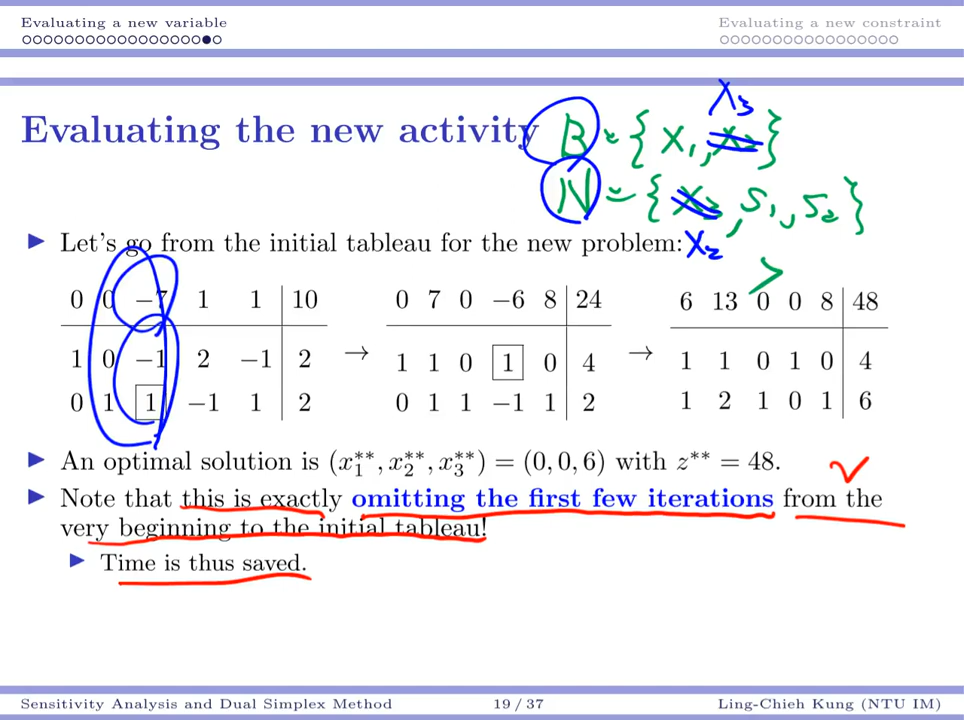 Evaluating a new variable Evaluating a new constraint
Evaluating the new activity
B = {x₁, x₂} x₃
N = {x₃, s₁, s₂} x₂
▶ Let's go from the initial tableau for the new problem:
0 0 −7 1 1 | 10 0 7 0 −6 8 | 24 6 13 0 0 8 | 48
1 0 −1 2 −1 | 2 → 1 1 0 1 0 | 4 → 1 1 0 1 0 | 4
0 1 1 −1 1 | 2 0 1 1 −1 1 | 2 1 2 1 0 1 | 6
▶ An optimal solution is (x₁**, x₂**, x₃**) = (0, 0, 6) with z** = 48.
▶ Note that this is exactly omitting the first few iterations from the
very beginning to the initial tableau!
▶ Time is thus saved.
Sensitivity Analysis and Dual Simplex Method 19 / 37 Ling-Chieh Kung (NTU IM)